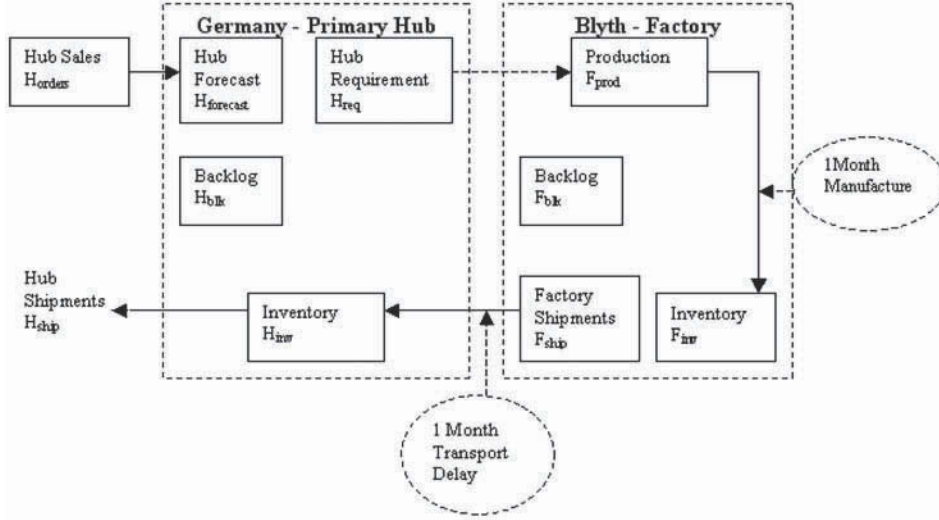 Germany - Primary Hub
Blyth - Factory
Hub Sales
Horders
Hub
Forecast
Hforecast
Hub
Requirement
Hreq
Production
Fprod
1Month
Manufacture
Backlog
Hblk
Backlog
Fblk
Hub
Shipments
Hship
Inventory
Hinv
Factory
Shipments
Fship
Inventory
Finv
1 Month
Transport
Delay